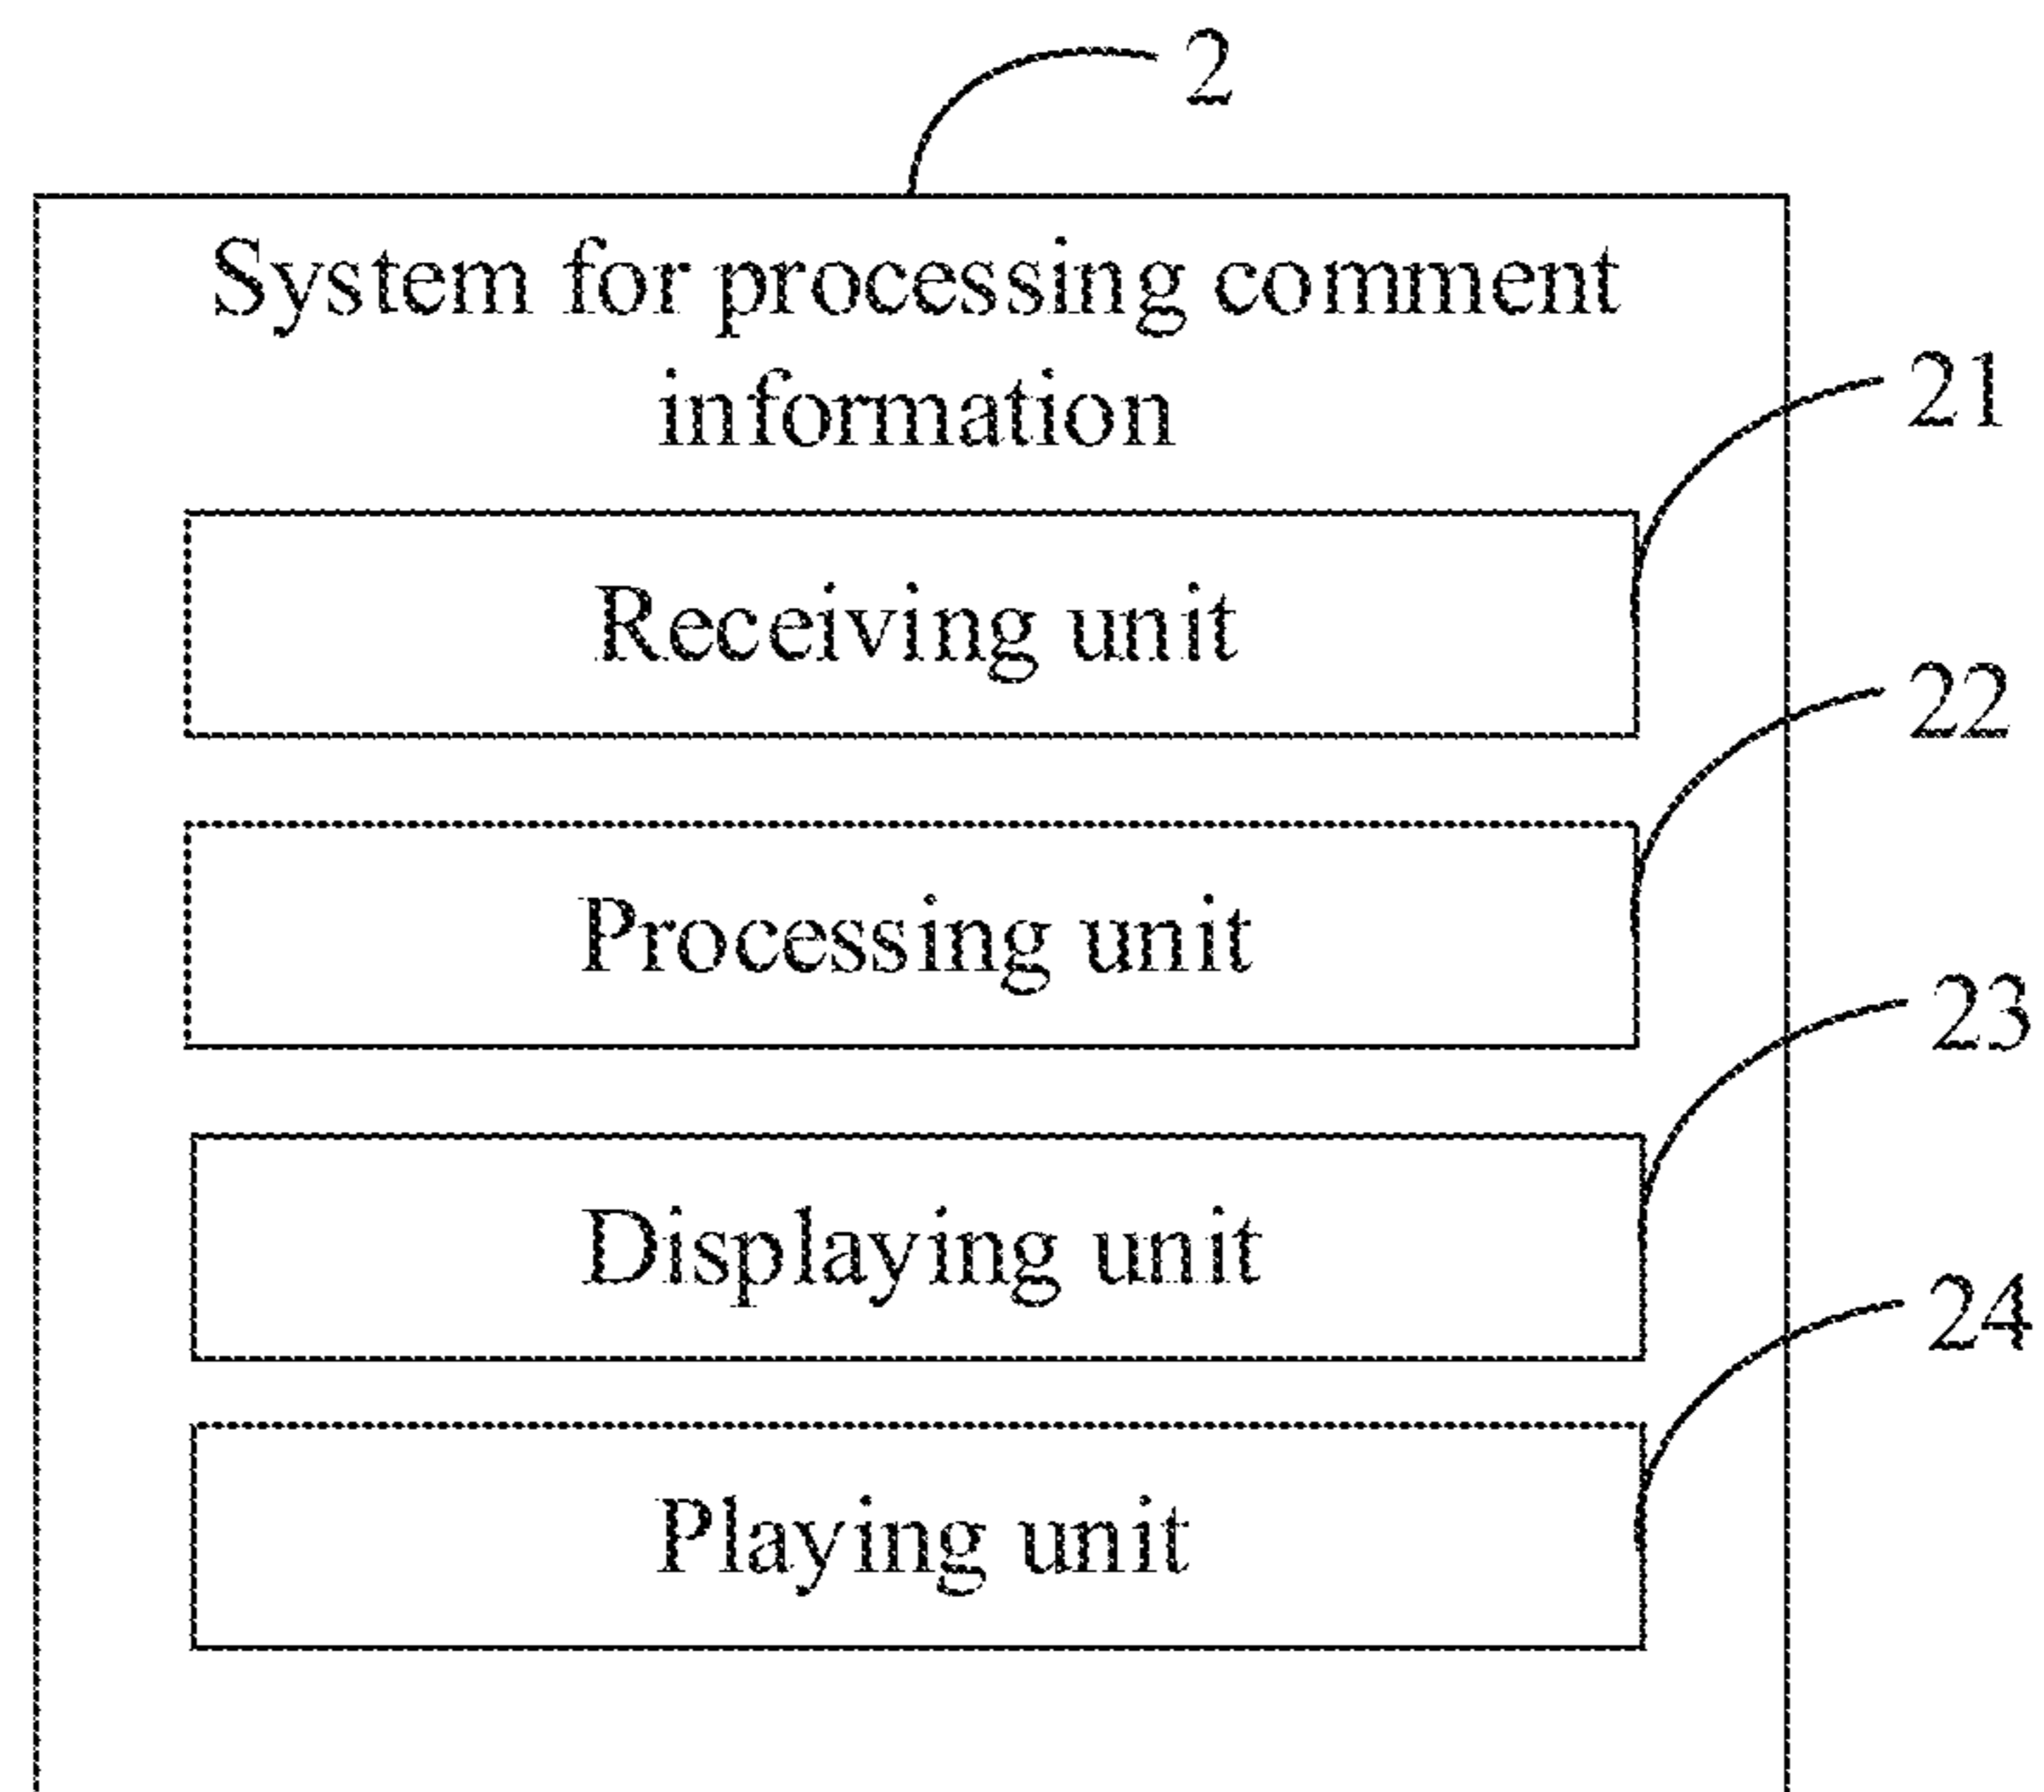 2
System for processing comment
information
21
Receiving unit
22
Processing unit
23
Displaying unit
24
Playing unit